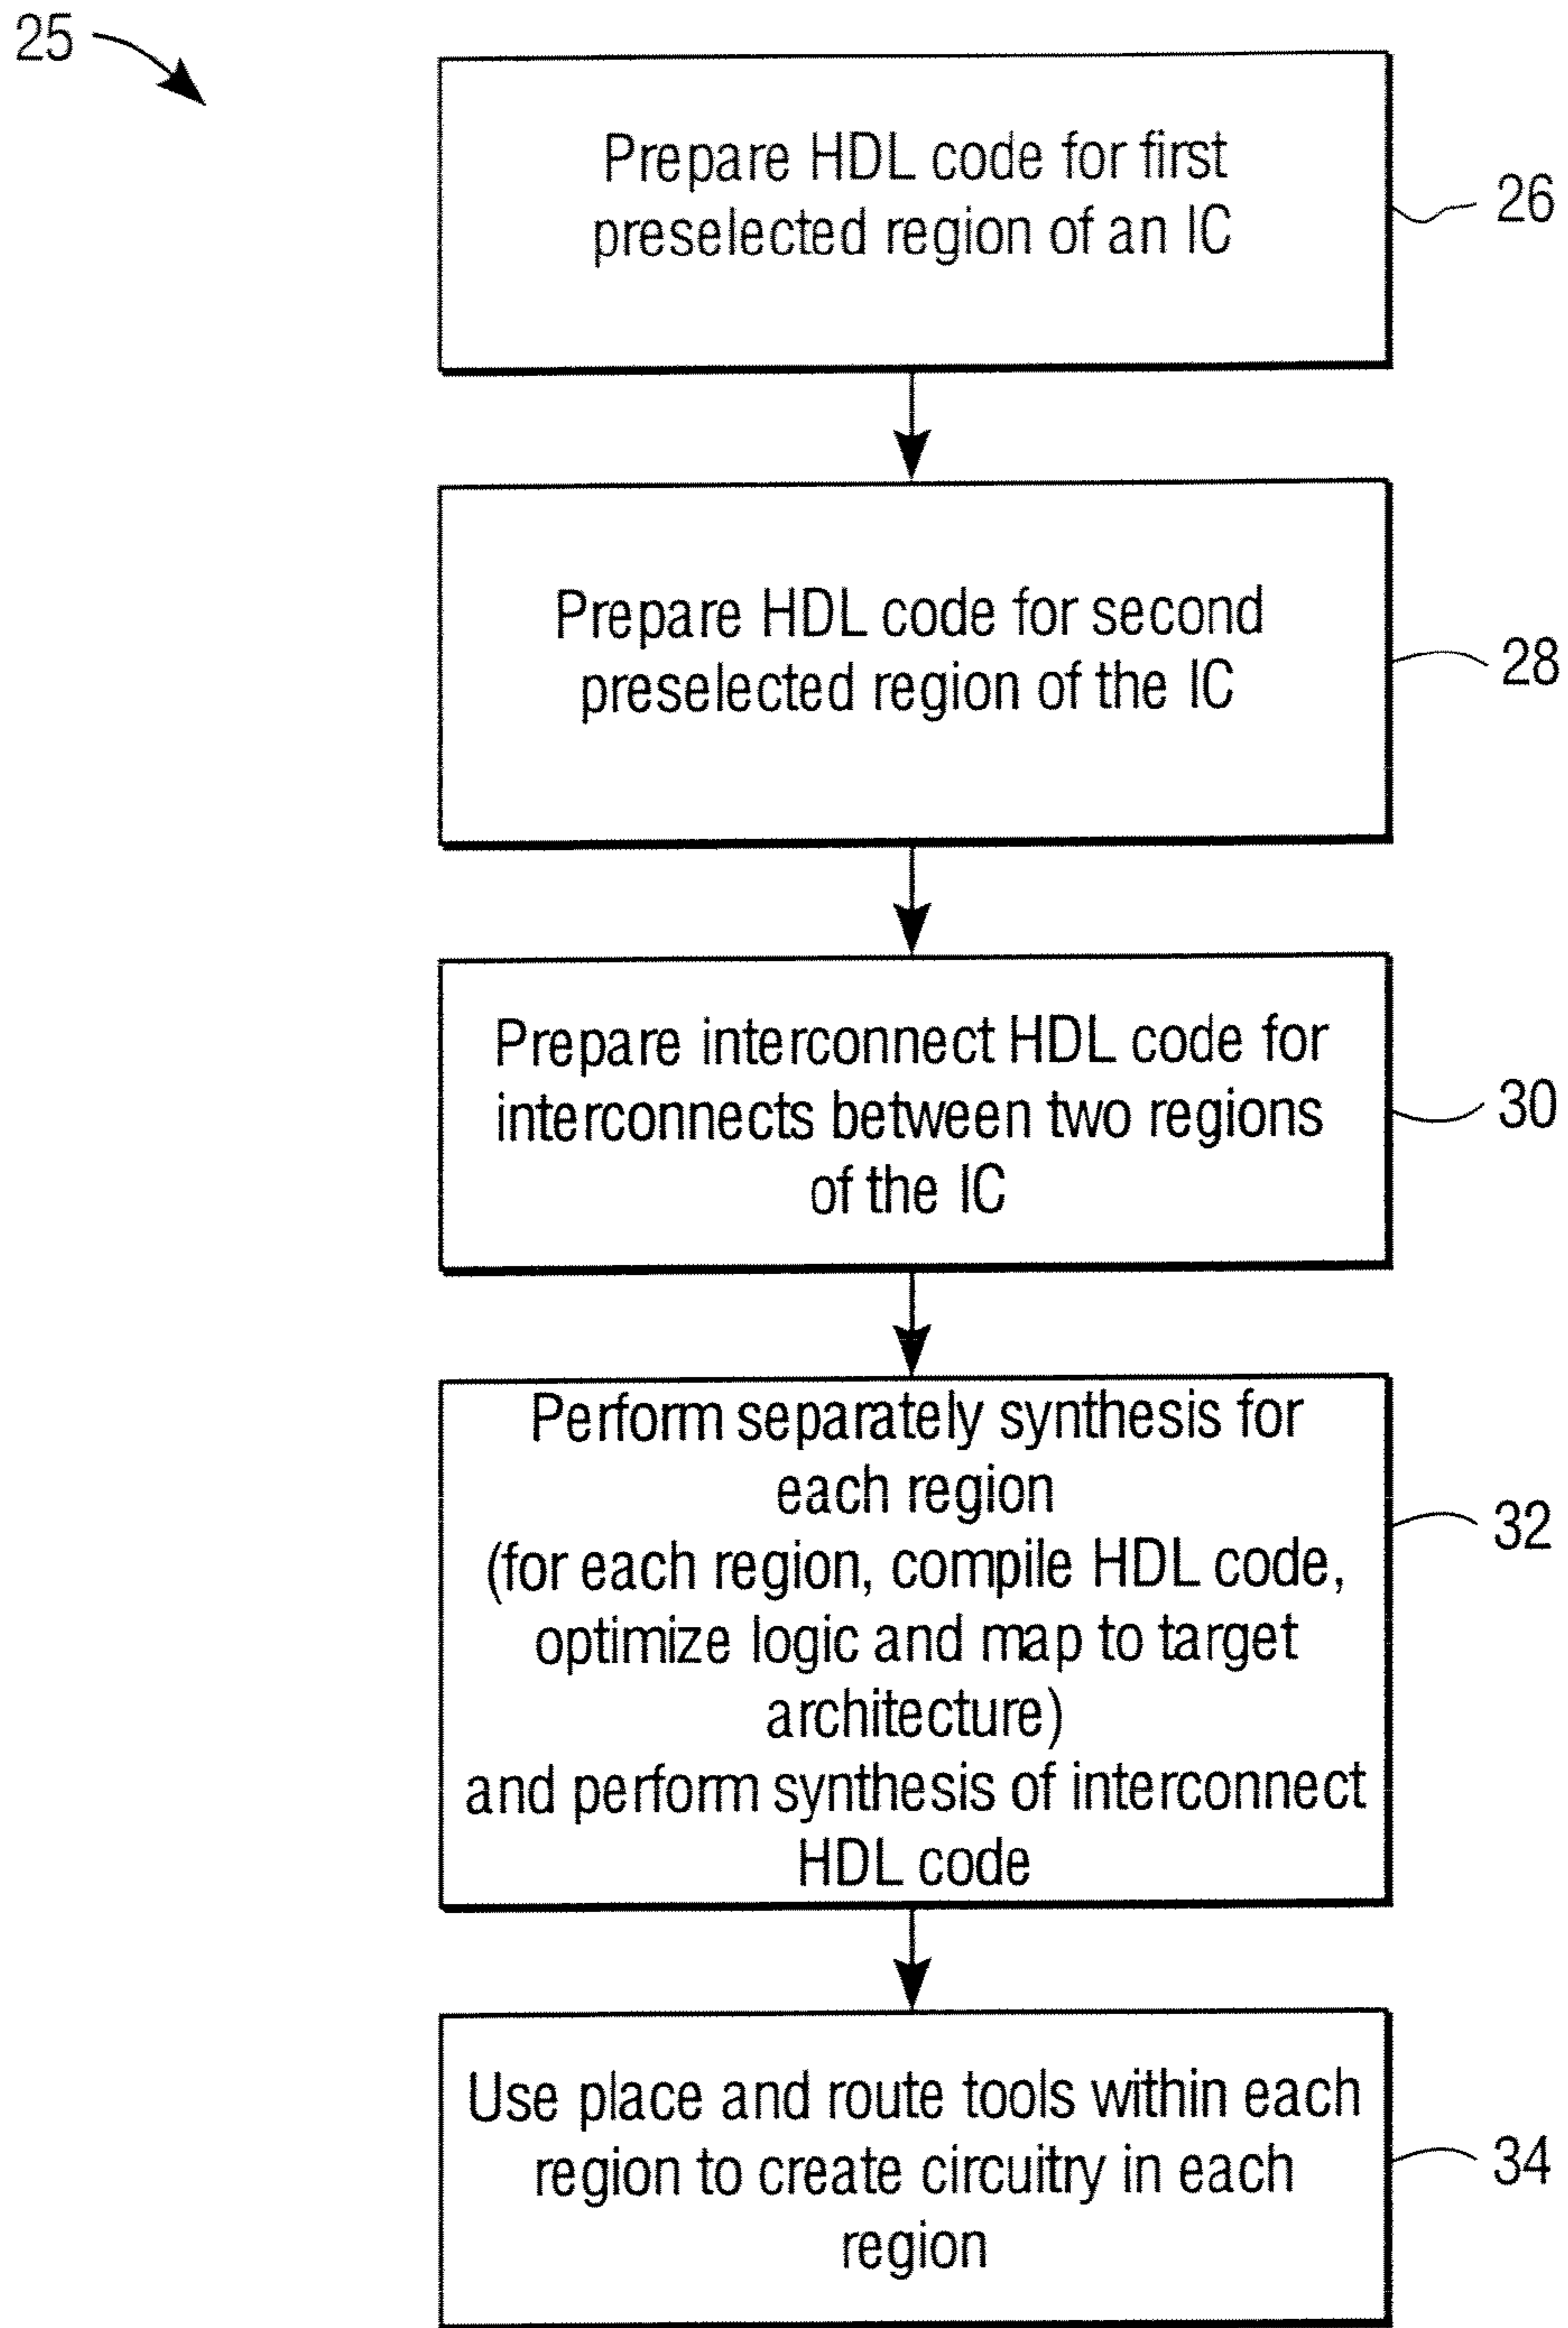 25
Prepare HDL code for first
preselected region of an IC
26
Prepare HDL code for second
preselected region of the IC
28
Prepare interconnect HDL code for
interconnects between two regions
of the IC
30
Perform separately synthesis for
each region
(for each region, compile HDL code,
optimize logic and map to target
architecture)
and perform synthesis of interconnect
HDL code
32
Use place and route tools within each
region to create circuitry in each
region
34